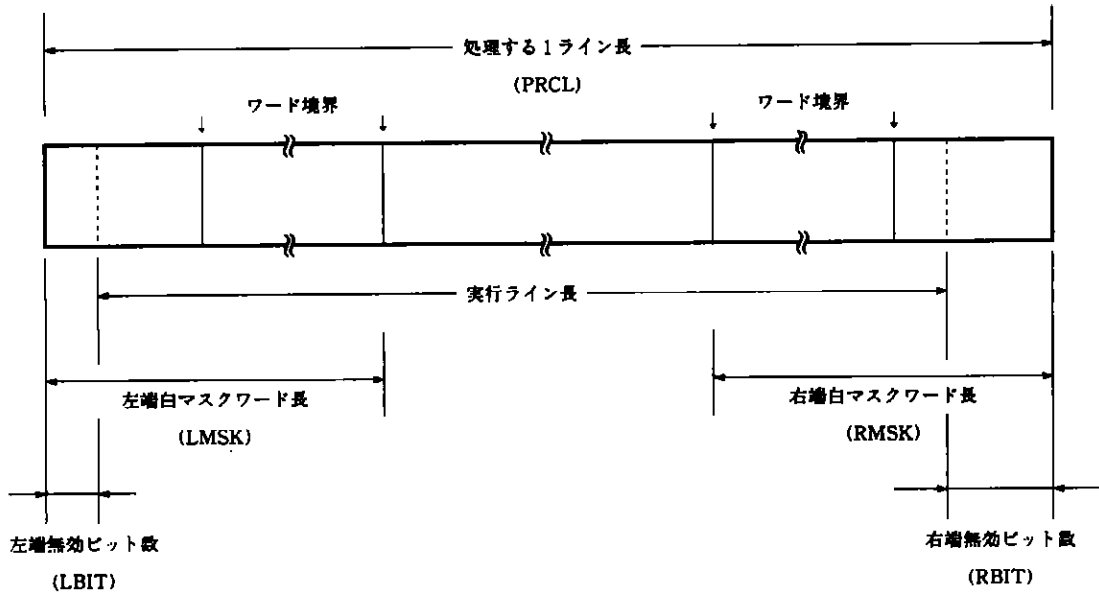 処理する1ライン長
(PRCL)
ワード境界
ワード境界
実行ライン長
左端白マスクワード長
(LMSK)
右端白マスクワード長
(RMSK)
左端無効ビット数
(LBIT)
右端無効ビット数
(RBIT)